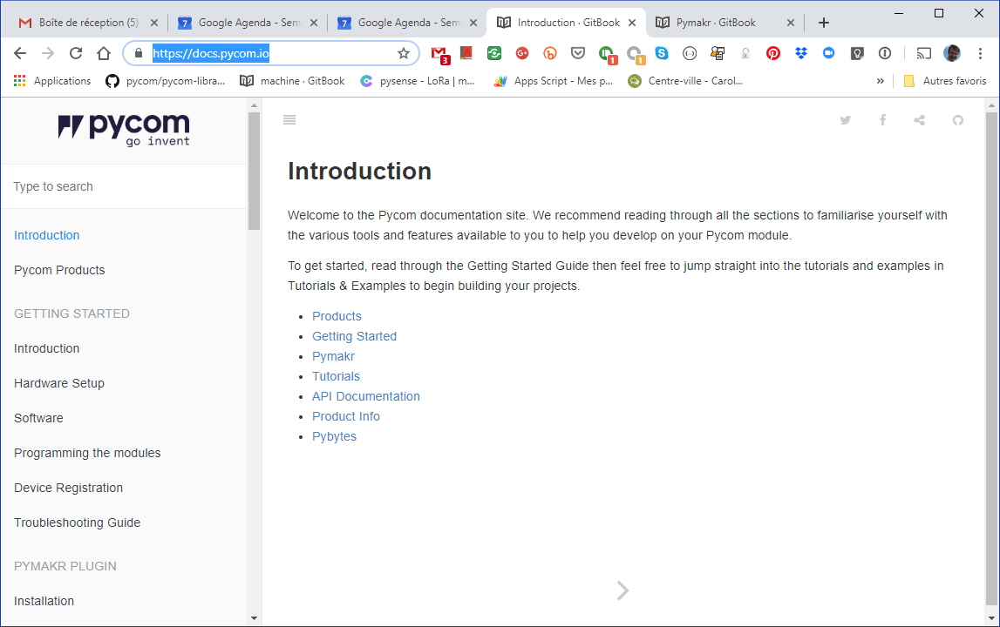 Boîte de réception (5)
Google Agenda - Sem
Google Agenda - Sem
Introduction · GitBook
Pymakr · GitBook
https://docs.pycom.io
3
1
1
Applications
pycom/pycom-libra...
machine · GitBook
pysense - LoRa | m...
Apps Script - Mes p...
Centre-ville - Carol...
»
Autres favoris
pycom
go invent
Type to search
Introduction
Pycom Products
GETTING STARTED
Introduction
Hardware Setup
Software
Programming the modules
Device Registration
Troubleshooting Guide
PYMAKR PLUGIN
Installation
Introduction
Welcome to the Pycom documentation site. We recommend reading through all the sections to familiarise yourself with
the various tools and features available to you to help you develop on your Pycom module.
To get started, read through the Getting Started Guide then feel free to jump straight into the tutorials and examples in
Tutorials & Examples to begin building your projects.
• Products
• Getting Started
• Pymakr
• Tutorials
• API Documentation
• Product Info
• Pybytes